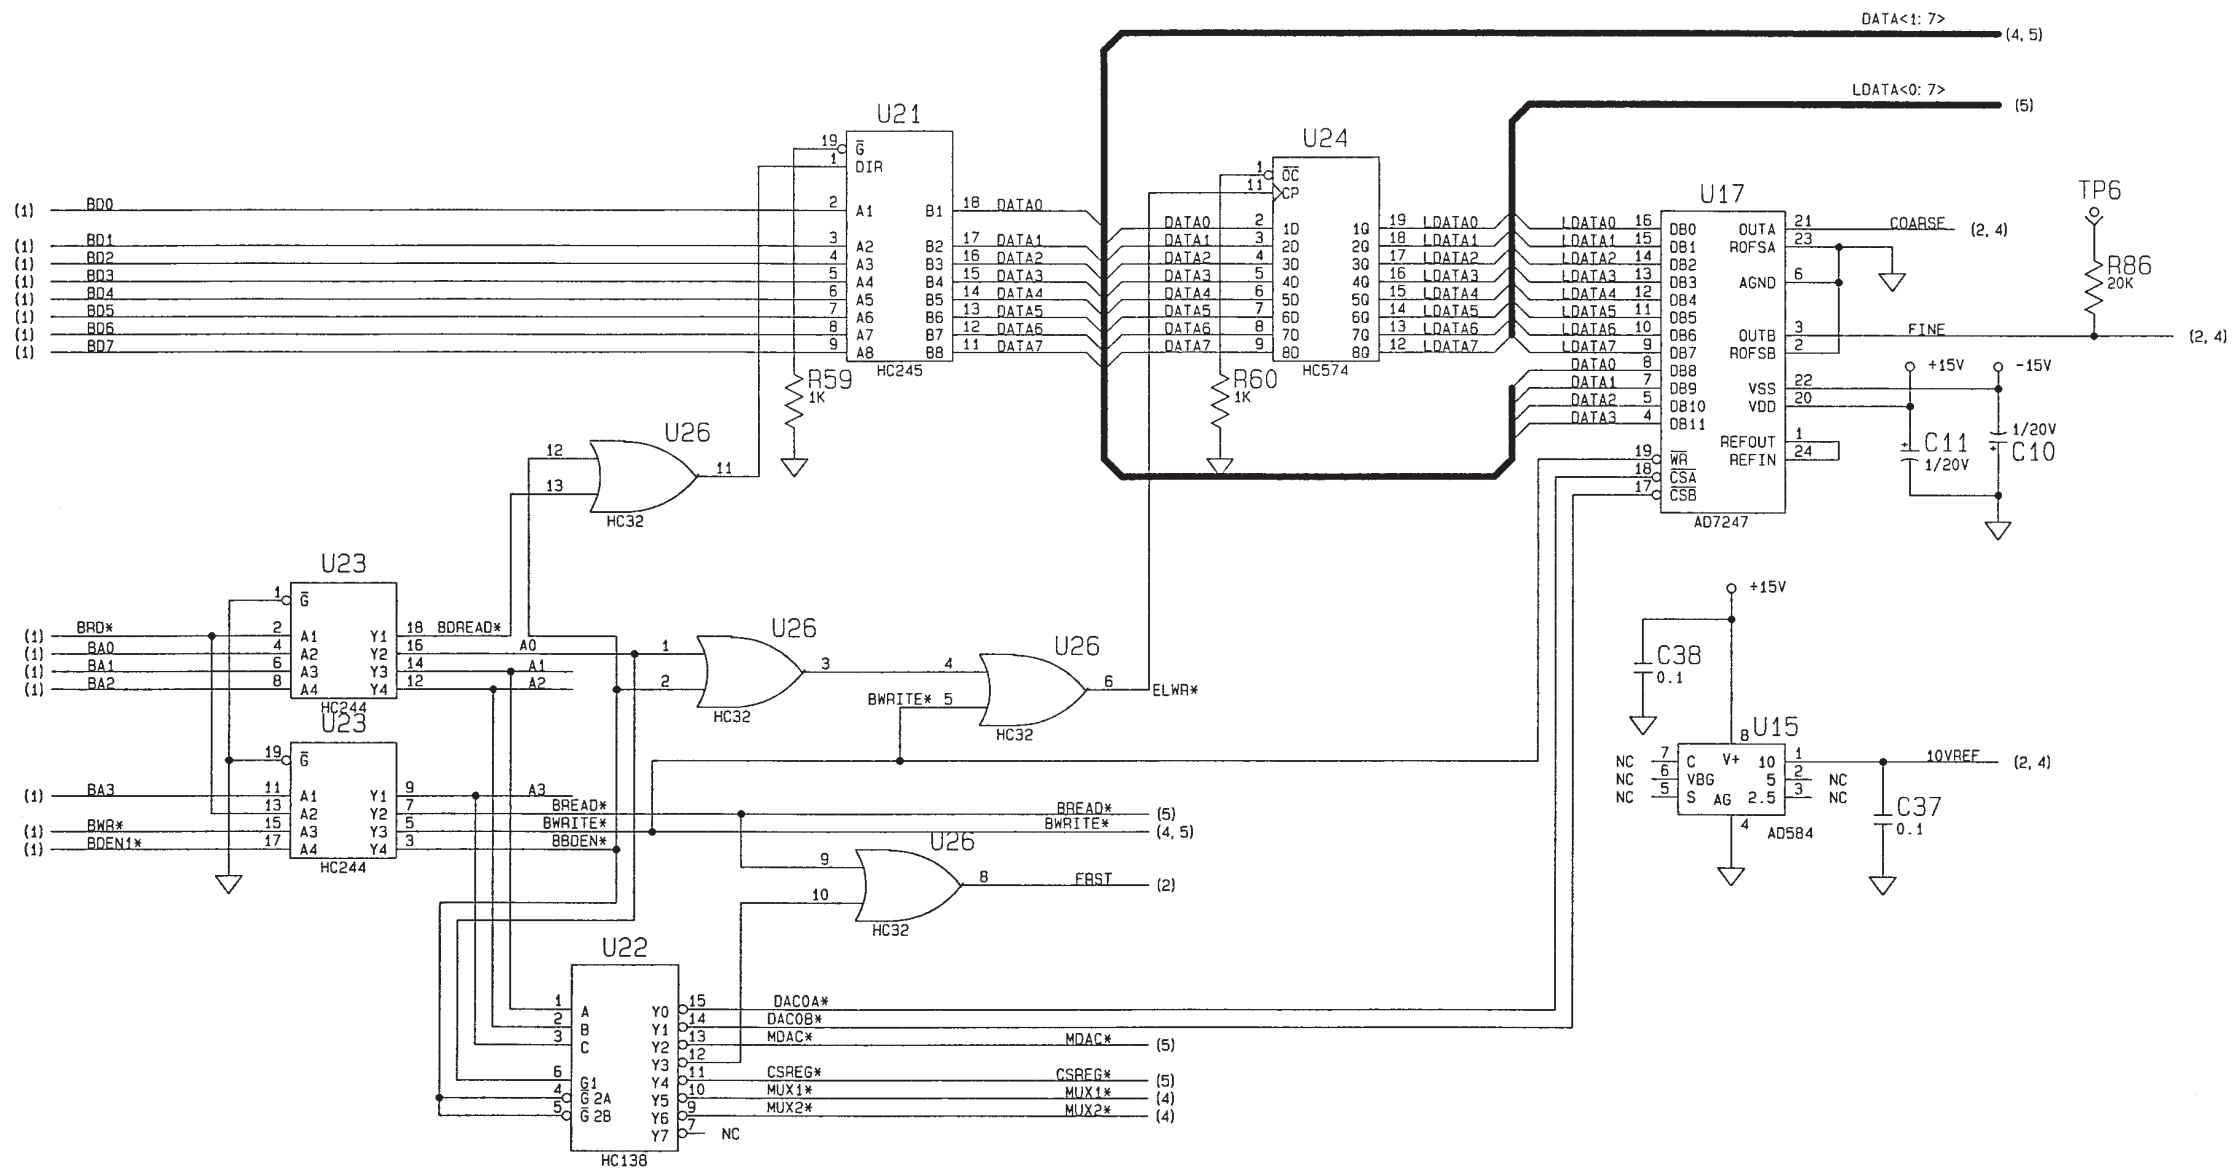 DATA<1:7>
(4,5)
LDATA<0:7>
(5)
U21
19 G
1 DIR
(1) BD0 2 A1 B1 18 DATA0
(1) BD1 3 A2 B2 17 DATA1
(1) BD2 4 A3 B3 16 DATA2
(1) BD3 5 A4 B4 15 DATA3
(1) BD4 6 A5 B5 14 DATA4
(1) BD5 7 A6 B6 13 DATA5
(1) BD6 8 A7 B7 12 DATA6
(1) BD7 9 A8 B8 11 DATA7
HC245
R59
1K
U24
1 OC
11 CP
DATA0 2 1D 1Q 19 LDATA0
DATA1 3 2D 2Q 18 LDATA1
DATA2 4 3D 3Q 17 LDATA2
DATA3 5 4D 4Q 16 LDATA3
DATA4 6 5D 5Q 15 LDATA4
DATA5 7 6D 6Q 14 LDATA5
DATA6 8 7D 7Q 13 LDATA6
DATA7 9 8D 8Q 12 LDATA7
HC574
R60
1K
U17
LDATA0 16 DB0 OUTA 21 COARSE (2,4)
LDATA1 15 DB1 ROFSA 23
LDATA2 14 DB2
LDATA3 13 DB3 AGND 6
LDATA4 12 DB4
LDATA5 11 DB5
LDATA6 10 DB6 OUTB 3 FINE (2,4)
LDATA7 9 DB7 ROFSB 2
DATA0 8 DB8
DATA1 7 DB9 VSS 22
DATA2 5 DB10 VDD 20
DATA3 4 DB11
REFOUT 1
19 WR REFIN 24
18 CSA
17 CSB
AD7247
TP6
R86
20K
+15V
-15V
C11
1/20V
1/20V
C10
12
13
U26
11
HC32
U23
1 G
(1) BRD* 2 A1 Y1 18 BDREAD*
(1) BA0 4 A2 Y2 16 A0
(1) BA1 6 A3 Y3 14 A1
(1) BA2 8 A4 Y4 12 A2
HC244
U23
19 G
(1) BA3 11 A1 Y1 9 A3
13 A2 Y2 7 BREAD* BREAD* (5)
(1) BWR* 15 A3 Y3 5 BWRITE* BWRITE* (4,5)
(1) BDEN1* 17 A4 Y4 3 BBDEN*
HC244
1
2
U26
3
HC32
4
BWRITE* 5
U26
6 ELWR*
HC32
9
10
U26
8 FRST (2)
HC32
U22
1 A Y0 15 DAC0A*
2 B Y1 14 DAC0B*
3 C Y2 13 MDAC* MDAC* (5)
Y3 12
6 G1 Y4 11 CSREG* CSREG* (5)
4 G2A Y5 10 MUX1* MUX1* (4)
5 G2B Y6 9 MUX2* MUX2* (4)
Y7 7 NC
HC138
+15V
C38
0.1
U15
8
NC 7 C V+ 10 1 10VREF (2,4)
NC 6 VBG 5 2 NC
NC 5 S AG 2.5 3 NC
4
AD584
C37
0.1